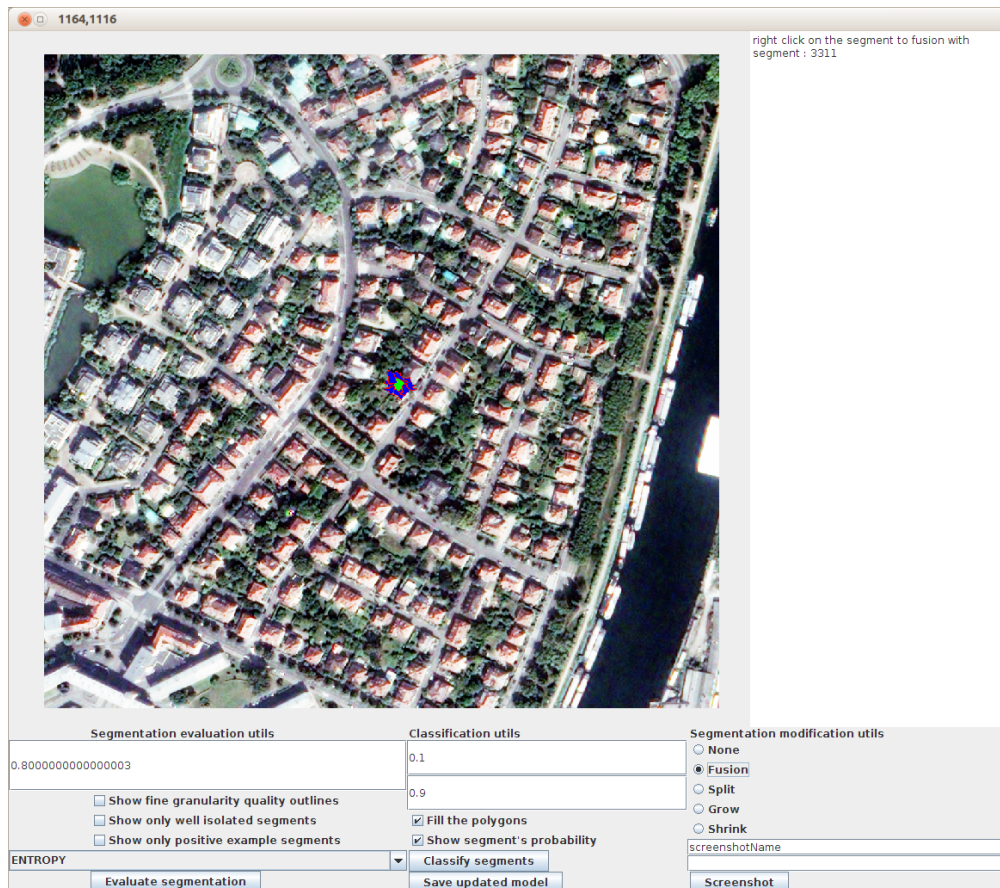 1164,1116
right click on the segment to fusion with
segment : 3311
Segmentation evaluation utils
0.8000000000000003
Show fine granularity quality outlines
Show only well isolated segments
Show only positive example segments
ENTROPY
Evaluate segmentation
Classification utils
0.1
0.9
Fill the polygons
Show segment's probability
Classify segments
Save updated model
Segmentation modification utils
None
Fusion
Split
Grow
Shrink
screenshotName
Screenshot